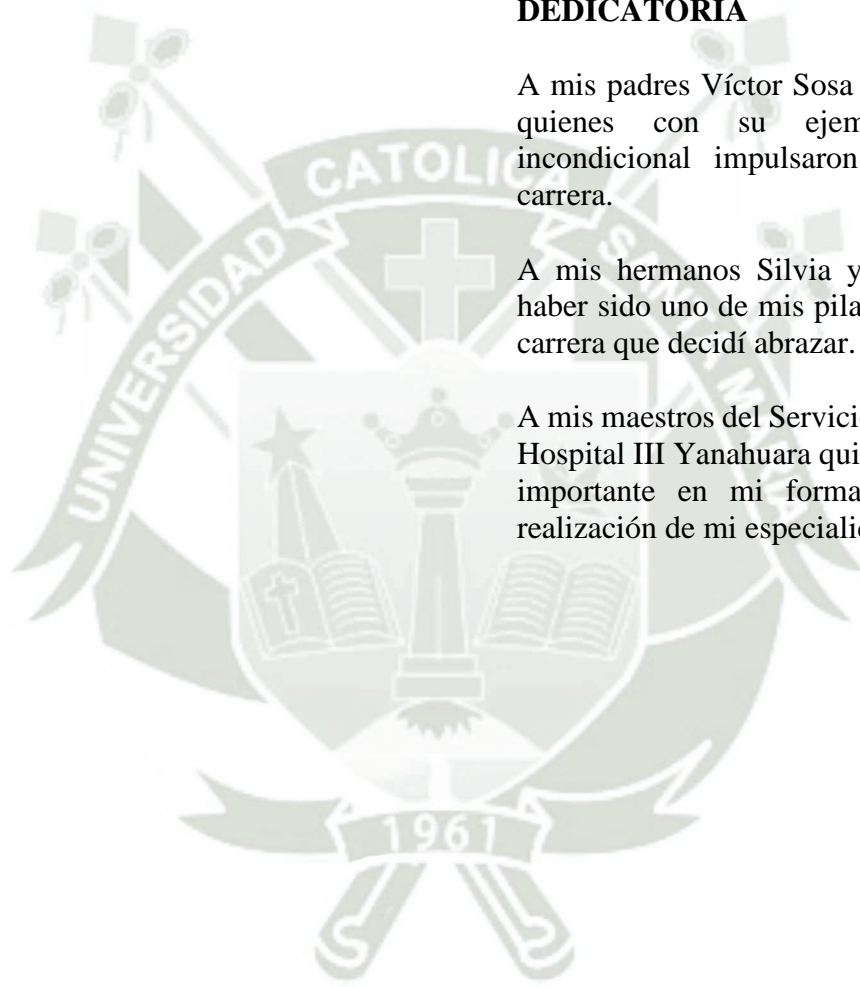 DEDICATORIA
A mis padres Víctor Sosa
quienes con su ejem
incondicional impulsaron
carrera.
A mis hermanos Silvia y
haber sido uno de mis pila
carrera que decidí abrazar.
A mis maestros del Servici
Hospital III Yanahuara qui
importante en mi forma
realización de mi especiali
UNIVERSIDAD CATOLICA SANTA MARIA
1961